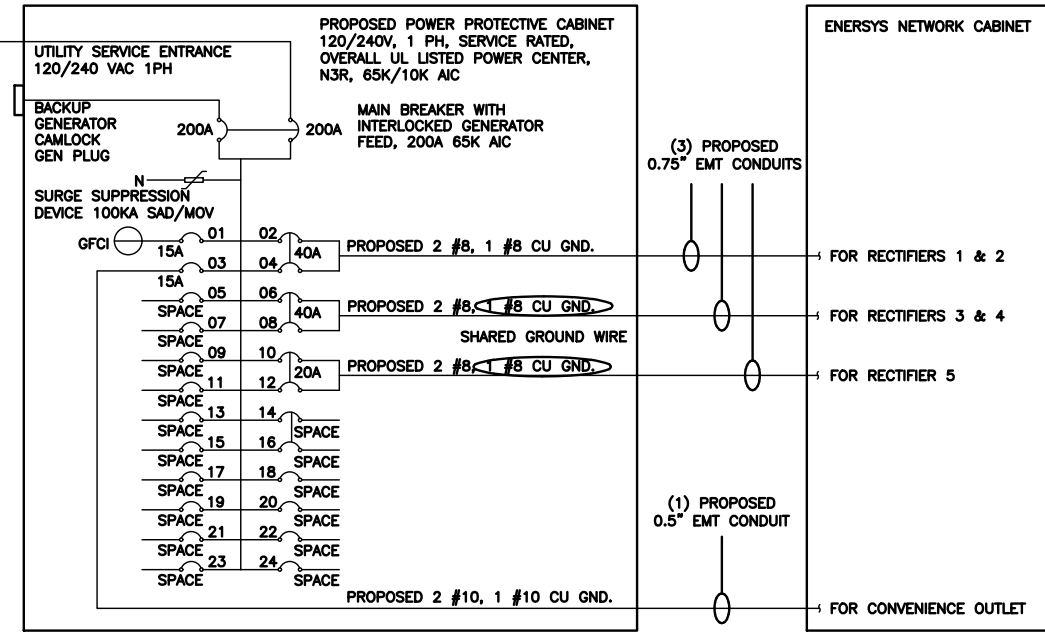 PROPOSED POWER PROTECTIVE CABINET
120/240V, 1 PH, SERVICE RATED,
OVERALL UL LISTED POWER CENTER,
N3R, 65K/10K AIC
ENERSYS NETWORK CABINET
UTILITY SERVICE ENTRANCE
120/240 VAC 1PH
BACKUP
GENERATOR
CAMLOCK
GEN PLUG
200A
200A
MAIN BREAKER WITH
INTERLOCKED GENERATOR
FEED, 200A 65K AIC
(3) PROPOSED
0.75" EMT CONDUITS
N
SURGE SUPPRESSION
DEVICE 100KA SAD/MOV
GFCI
15A
01
02
40A
PROPOSED 2 #8, 1 #8 CU GND.
FOR RECTIFIERS 1 & 2
15A
03
04
SPACE
05
06
40A
PROPOSED 2 #8, 1 #8 CU GND.
FOR RECTIFIERS 3 & 4
SPACE
07
08
SHARED GROUND WIRE
SPACE
09
10
20A
PROPOSED 2 #8, 1 #8 CU GND.
FOR RECTIFIER 5
SPACE
11
12
SPACE
13
14
SPACE
SPACE
15
16
SPACE
SPACE
17
18
SPACE
SPACE
19
20
SPACE
SPACE
21
22
SPACE
SPACE
23
24
SPACE
(1) PROPOSED
0.5" EMT CONDUIT
PROPOSED 2 #10, 1 #10 CU GND.
FOR CONVENIENCE OUTLET